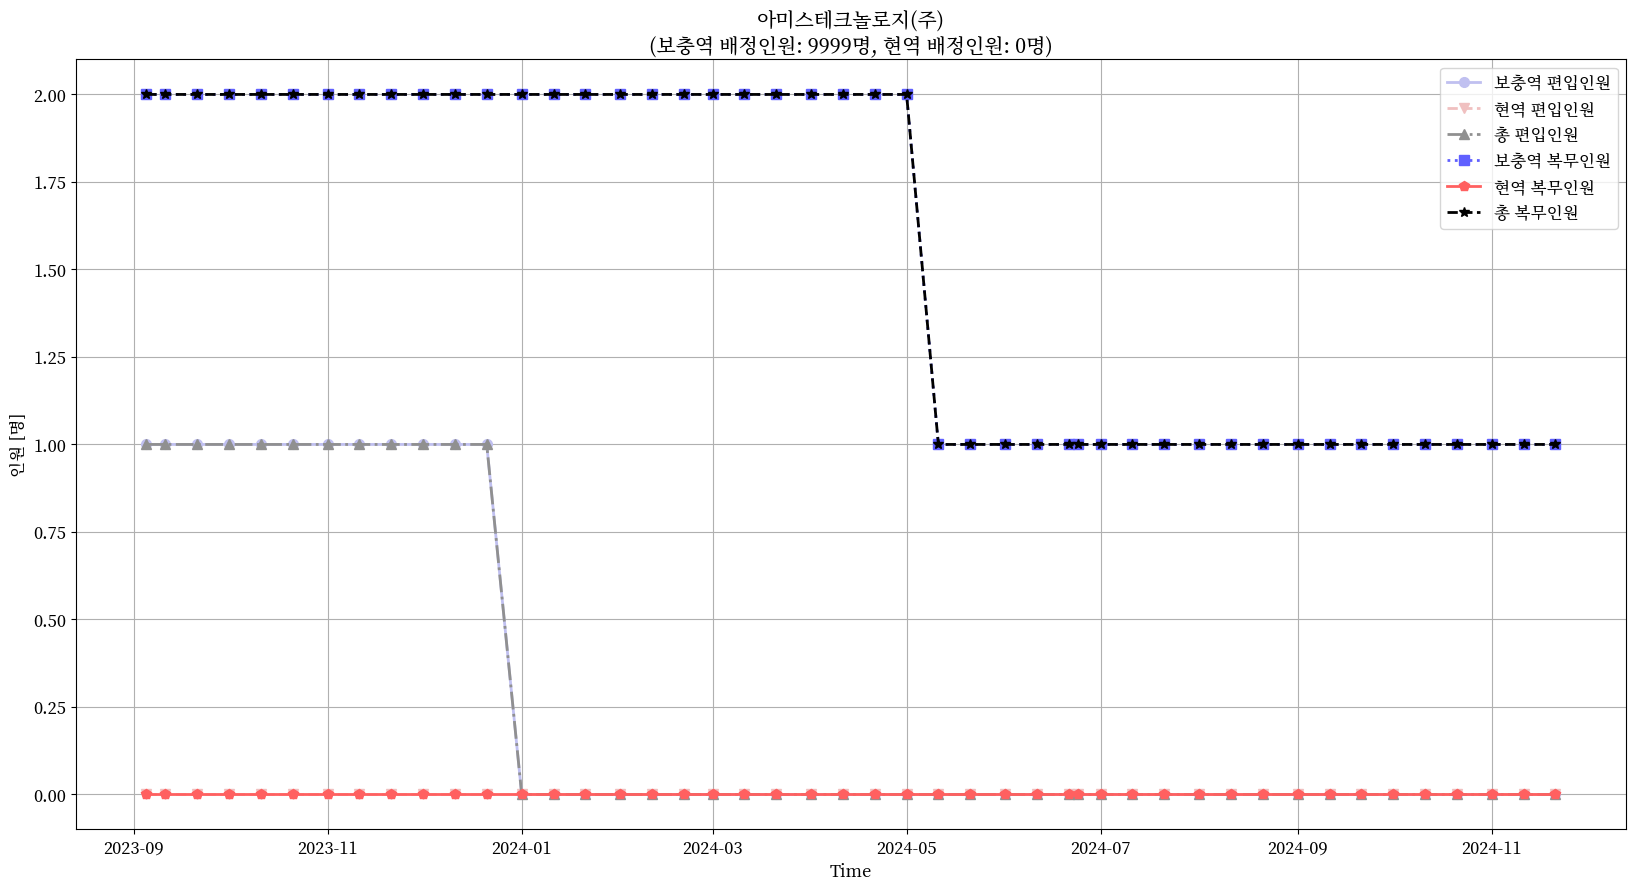 아미스테크놀로지(주)
(보충역 배정인원: 9999명, 현역 배정인원: 0명)
보충역 편입인원
현역 편입인원
총 편입인원
보충역 복무인원
현역 복무인원
총 복무인원
인원 [명]
2.00
1.75
1.50
1.25
1.00
0.75
0.50
0.25
0.00
2023-09
2023-11
2024-01
2024-03
2024-05
2024-07
2024-09
2024-11
Time